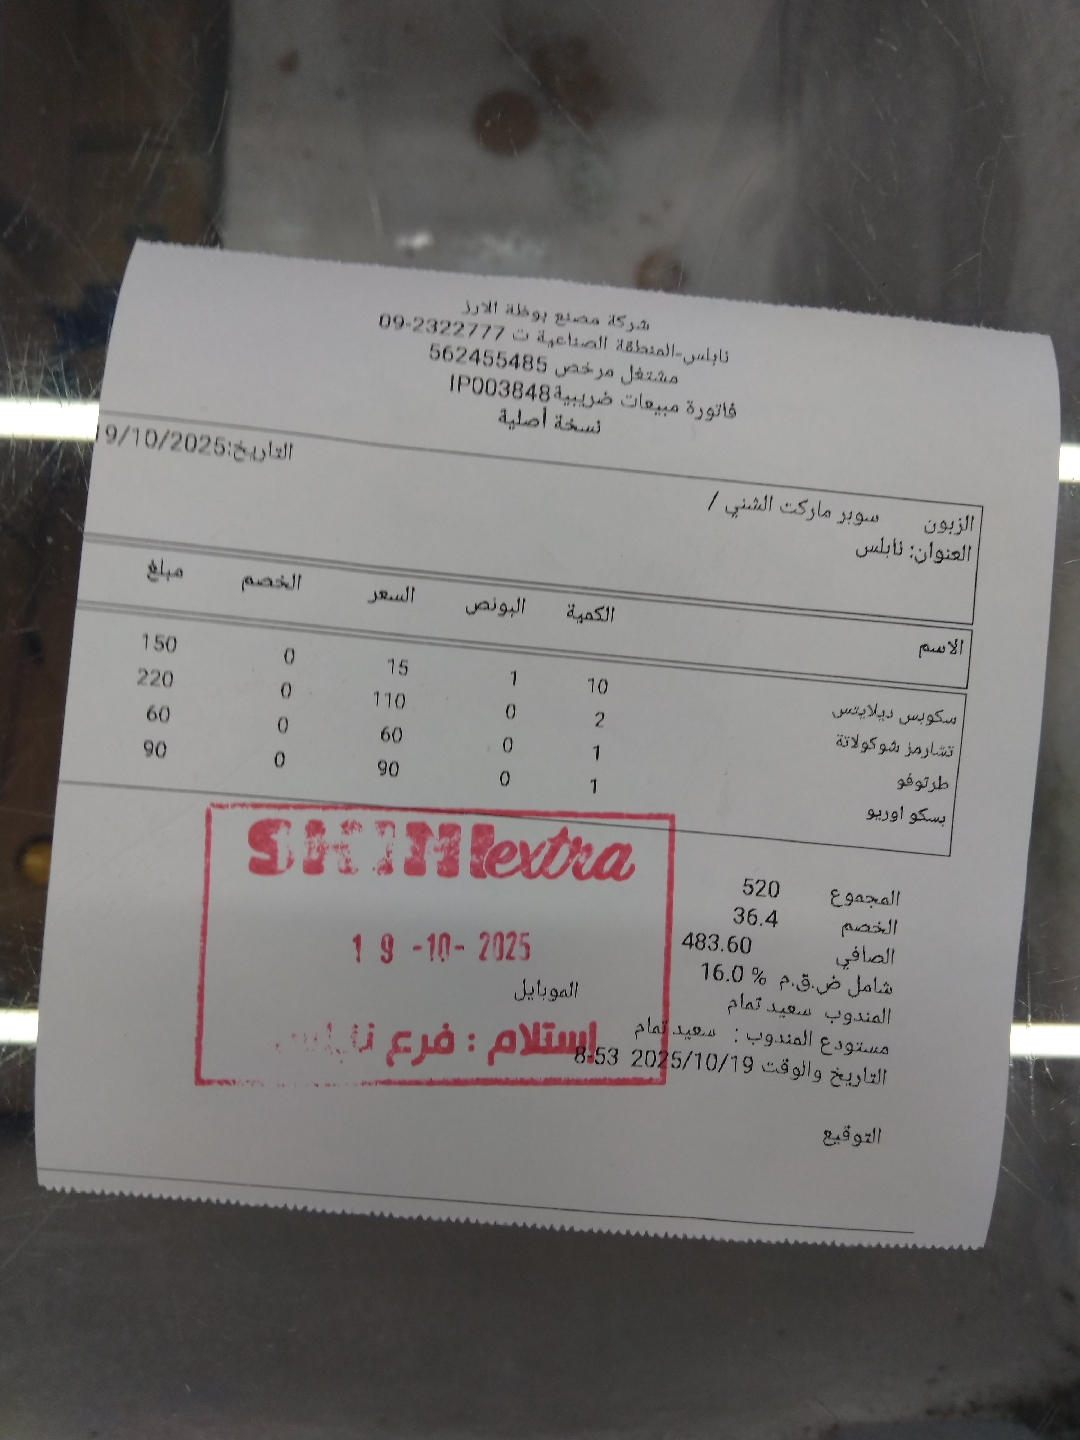 شركة مصنع بوظة الارز
نابلس-المنطقة الصناعية ت 09-2322777
مشتغل مرخص 562455485
فاتورة مبيعات ضريبية IP003848
نسخة أصلية
التاريخ:19/10/2025
الزبون سوبر ماركت الشني /
العنوان: نابلس
الاسم الكمية البونص السعر الخصم مبلغ
سكوبس ديلايتس 10 1 15 0 150
تشارمز شوكولاتة 2 0 110 0 220
طرتوفو 1 0 60 0 60
بسكو اوريو 1 0 90 0 90
المجموع 520
الخصم 36.4
الصافي 483.60
شامل ض.ق.م % 16.0
المندوب سعيد تمام
الموبايل
مستودع المندوب : سعيد تمام
التاريخ والوقت 2025/10/19 8-53
التوقيع
SHINI extra
19 -10- 2025
إستلام : فرع نابلس